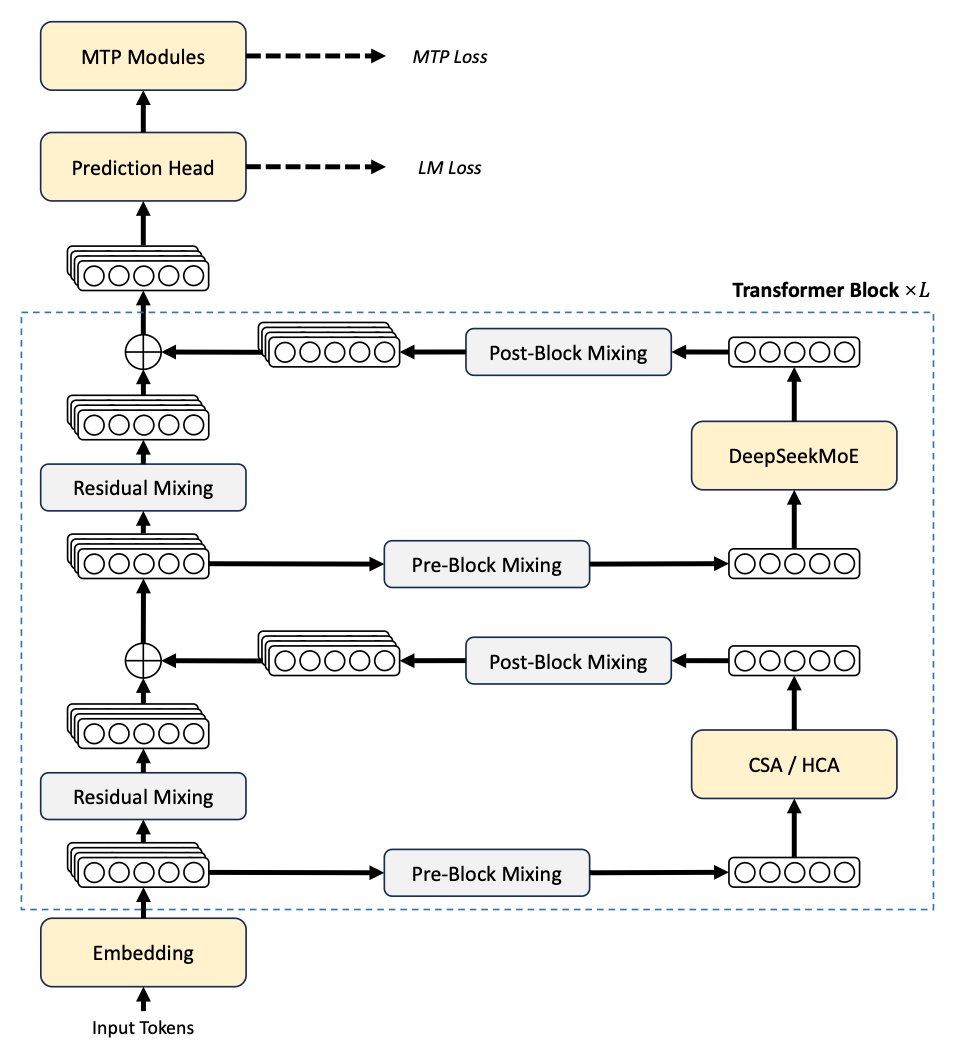 MTP Modules
MTP Loss
Prediction Head
LM Loss
Transformer Block ×L
Post-Block Mixing
DeepSeekMoE
Residual Mixing
Pre-Block Mixing
Post-Block Mixing
CSA / HCA
Residual Mixing
Pre-Block Mixing
Embedding
Input Tokens